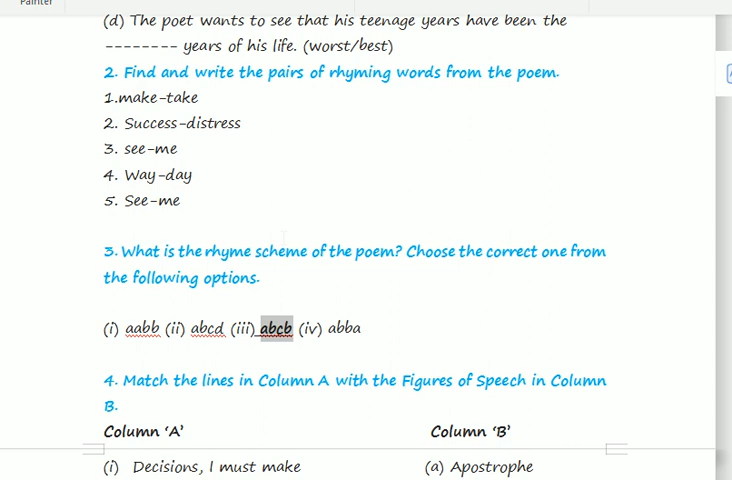 Painter
(d) The poet wants to see that his teenage years have been the
-------- years of his life. (worst/best)
2. Find and write the pairs of rhyming words from the poem.
1.make-take
2. Success-distress
3. see-me
4. Way-day
5. See-me
3. What is the rhyme scheme of the poem? Choose the correct one from
the following options.
(i) aabb (ii) abcd (iii) abcb (iv) abba
4. Match the lines in Column A with the Figures of Speech in Column
B.
Column ‘A’ Column ‘B’
(i) Decisions, I must make (a) Apostrophe